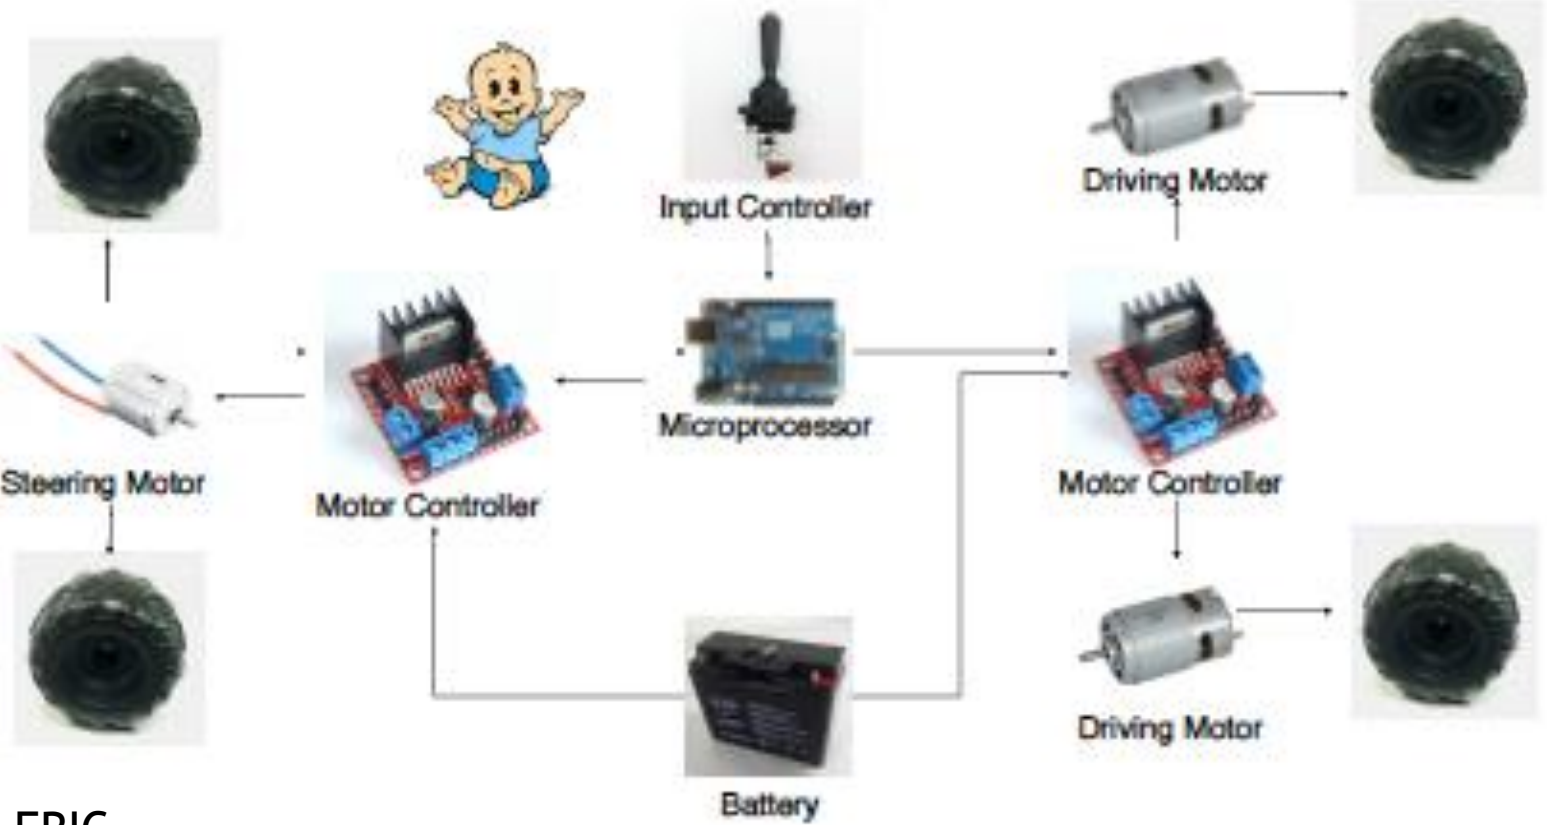 Input Controller
Driving Motor
Microprocessor
Steering Motor
Motor Controller
Motor Controller
Driving Motor
Battery